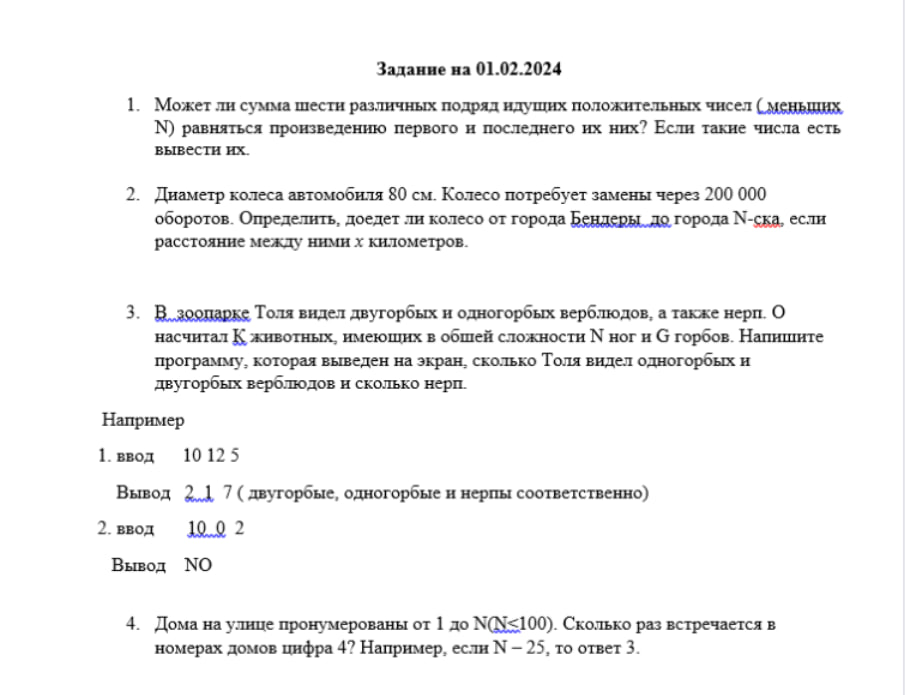 Задание на 01.02.2024
1. Может ли сумма шести различных подряд идущих положительных чисел ( меньших
N) равняться произведению первого и последнего их них? Если такие числа есть
вывести их.
2. Диаметр колеса автомобиля 80 см. Колесо потребует замены через 200 000
оборотов. Определить, доедет ли колесо от города Бендеры до города N-ска, если
расстояние между ними x километров.
3. В зоопарке Толя видел двугорбых и одногорбых верблюдов, а также нерп. О
насчитал К животных, имеющих в обшей сложности N ног и G горбов. Напишите
программу, которая выведен на экран, сколько Толя видел одногорбых и
двугорбых верблюдов и сколько нерп.
Например
1. ввод 10 12 5
Вывод 2 1 7 ( двугорбые, одногорбые и нерпы соответственно)
2. ввод 10 0 2
Вывод NO
4. Дома на улице пронумерованы от 1 до N(N<100). Сколько раз встречается в
номерах домов цифра 4? Например, если N – 25, то ответ 3.